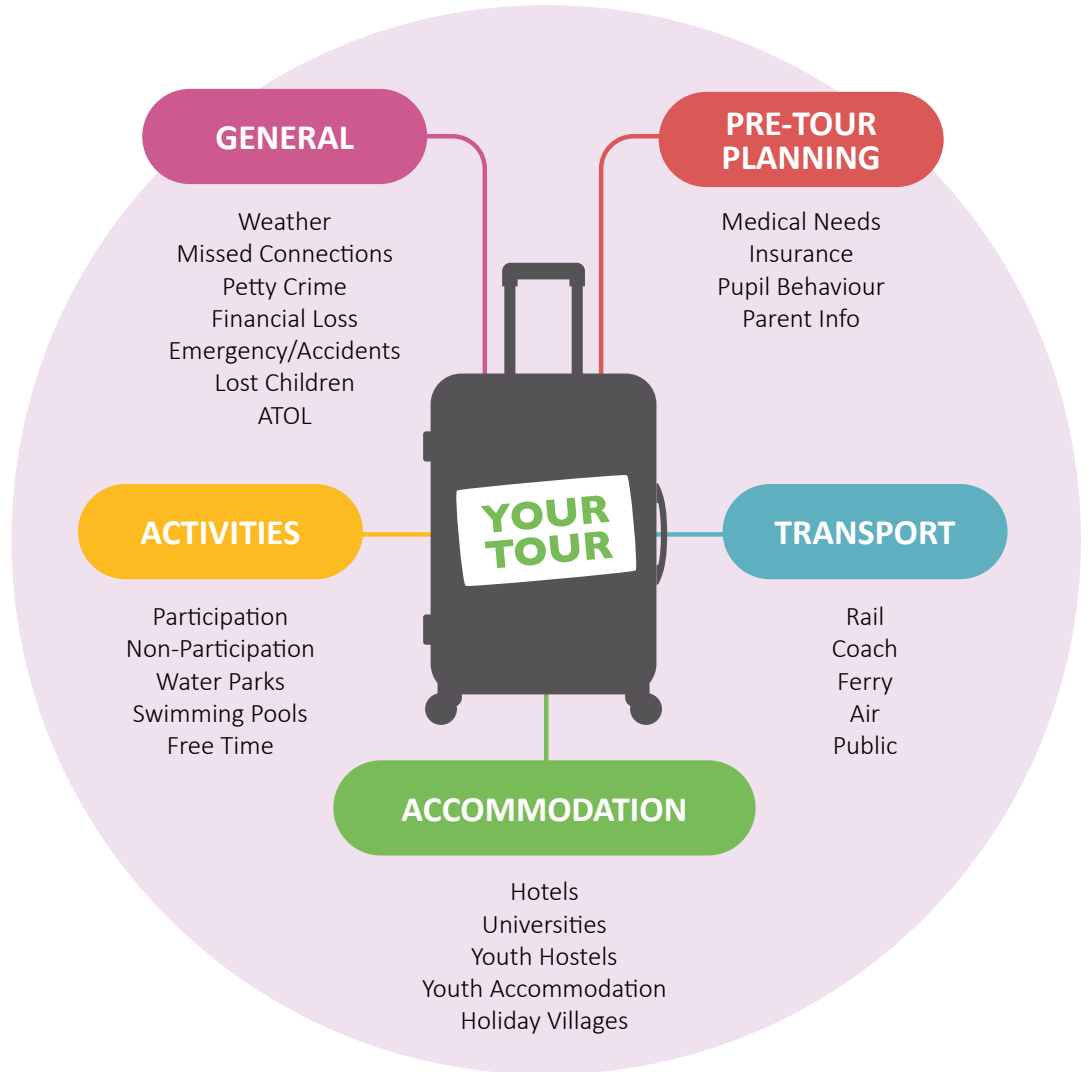 GENERAL
Weather
Missed Connections
Petty Crime
Financial Loss
Emergency/Accidents
Lost Children
ATOL
PRE-TOUR
PLANNING
Medical Needs
Insurance
Pupil Behaviour
Parent Info
YOUR
TOUR
ACTIVITIES
Participation
Non-Participation
Water Parks
Swimming Pools
Free Time
TRANSPORT
Rail
Coach
Ferry
Air
Public
ACCOMMODATION
Hotels
Universities
Youth Hostels
Youth Accommodation
Holiday Villages